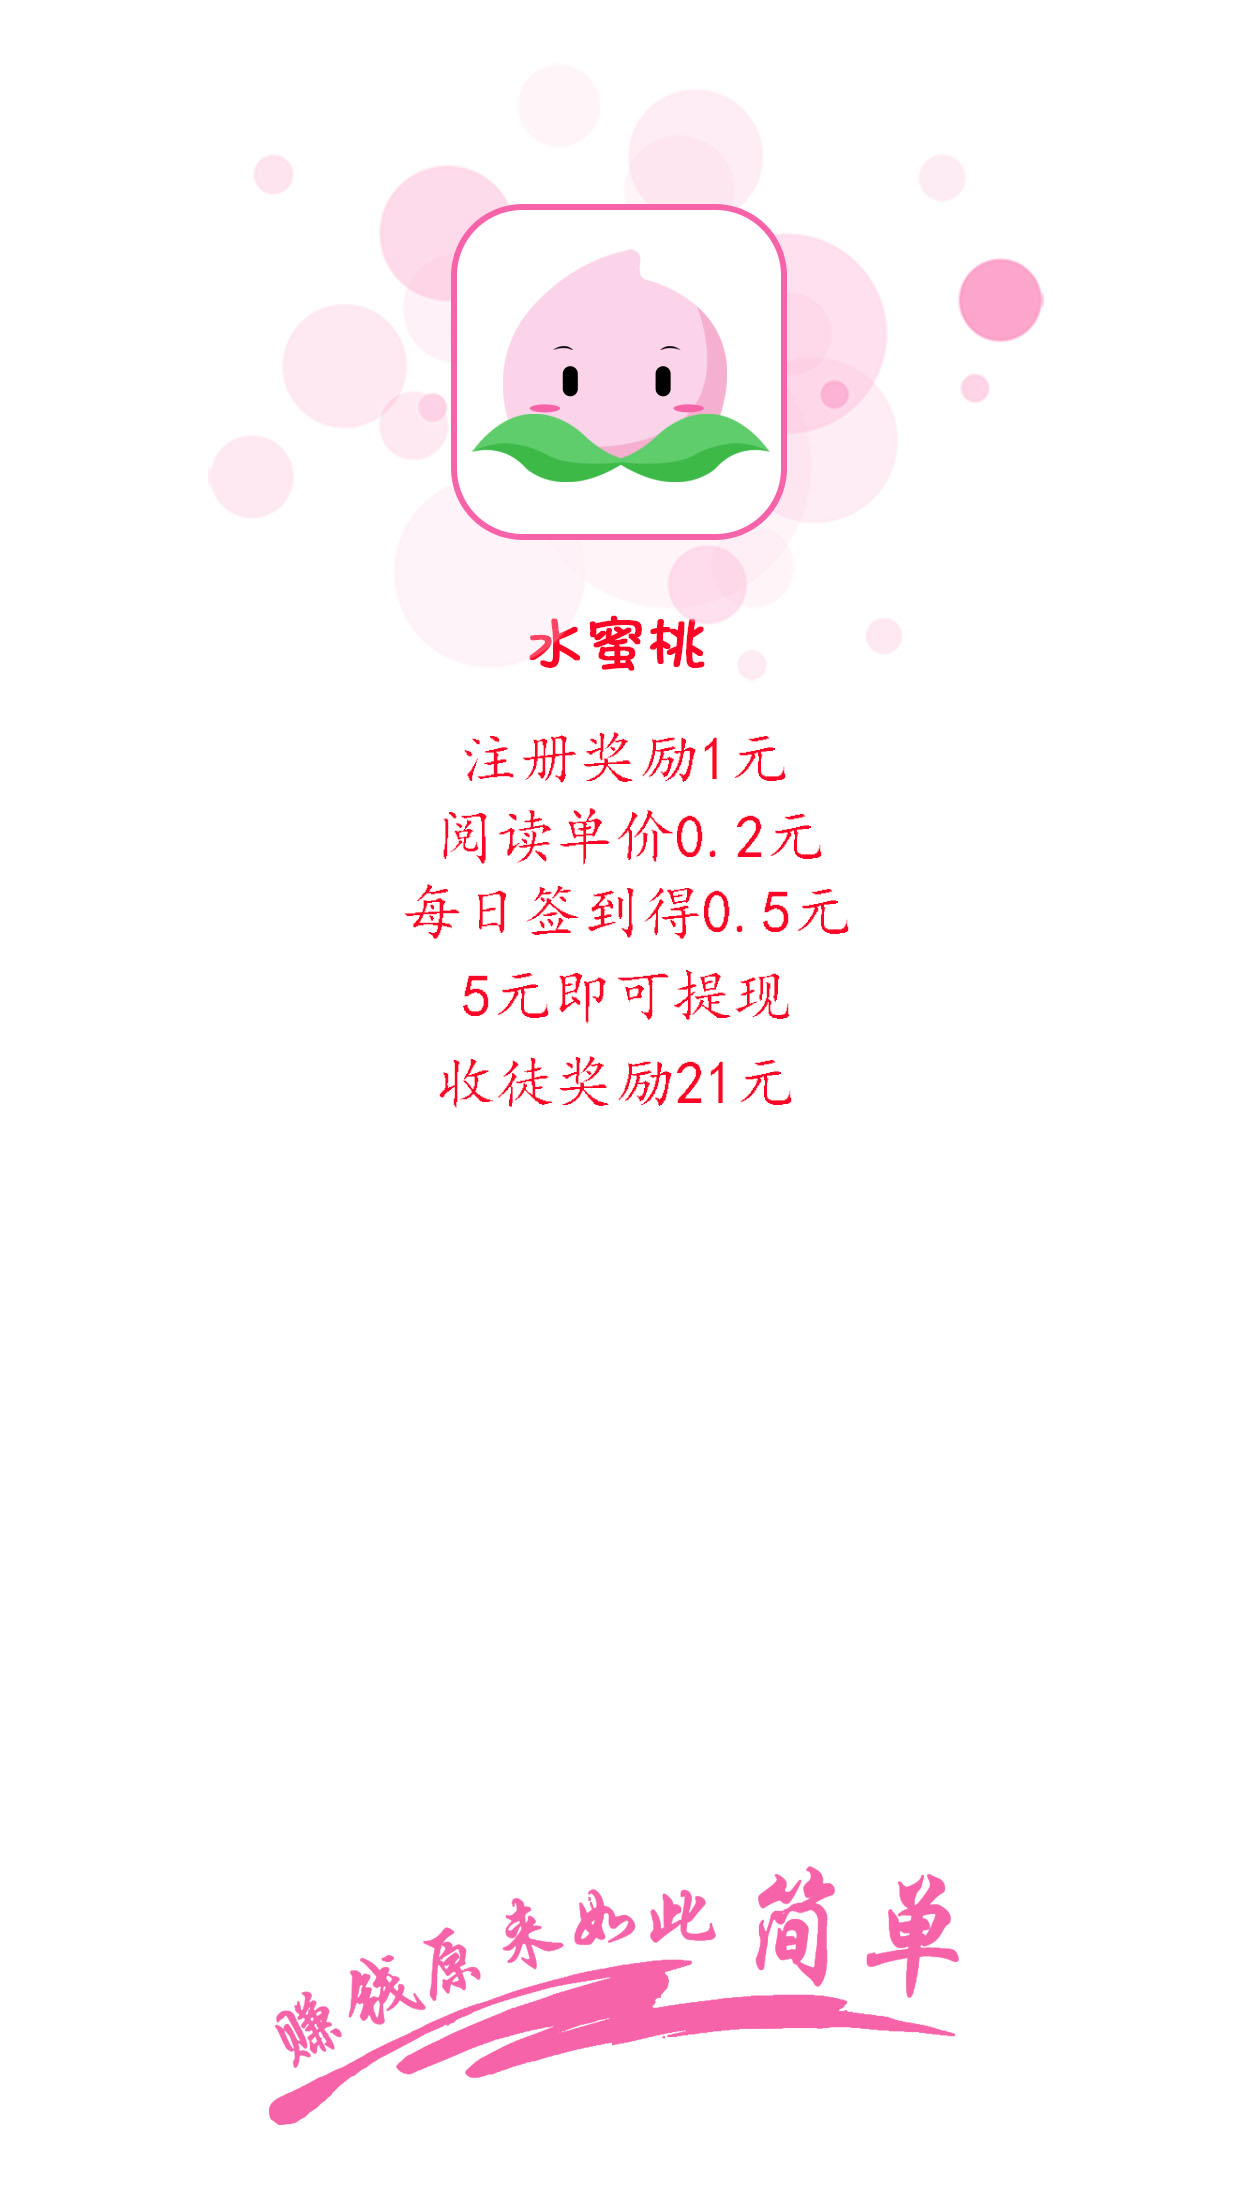 水蜜桃
注册奖励1元
阅读单价0.2元
每日签到得0.5元
5元即可提现
收徒奖励21元
赚钱原来如此简单